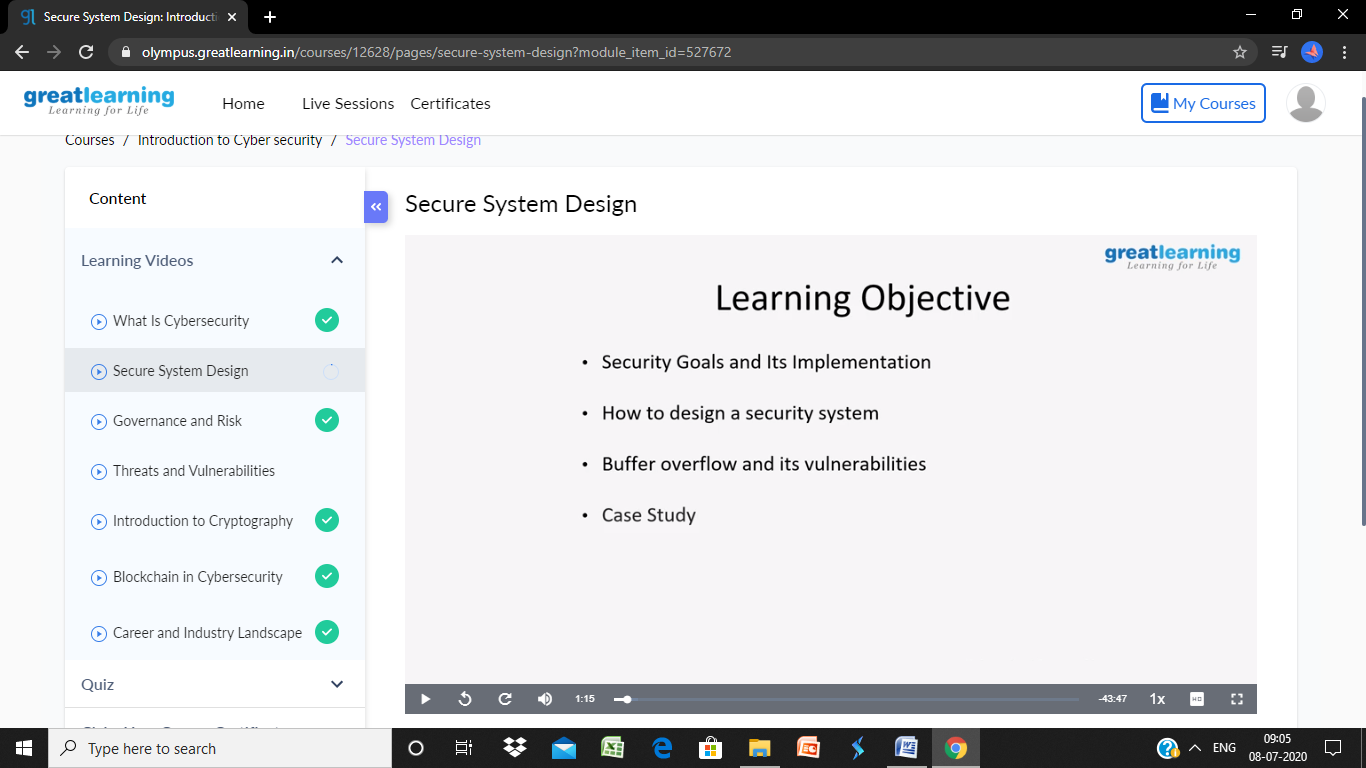 Secure System Design: Introducti
olympus.greatlearning.in/courses/12628/pages/secure-system-design?module_item_id=527672
greatlearning
Learning for Life
Home
Live Sessions
Certificates
My Courses
Courses / Introduction to Cyber security / Secure System Design
Content
Learning Videos
What Is Cybersecurity
Secure System Design
Governance and Risk
Threats and Vulnerabilities
Introduction to Cryptography
Blockchain in Cybersecurity
Career and Industry Landscape
Quiz
Secure System Design
greatlearning
Learning for Life
Learning Objective
• Security Goals and Its Implementation
• How to design a security system
• Buffer overflow and its vulnerabilities
• Case Study
1:15
-43:47
1x
HD
Type here to search
ENG
09:05
08-07-2020